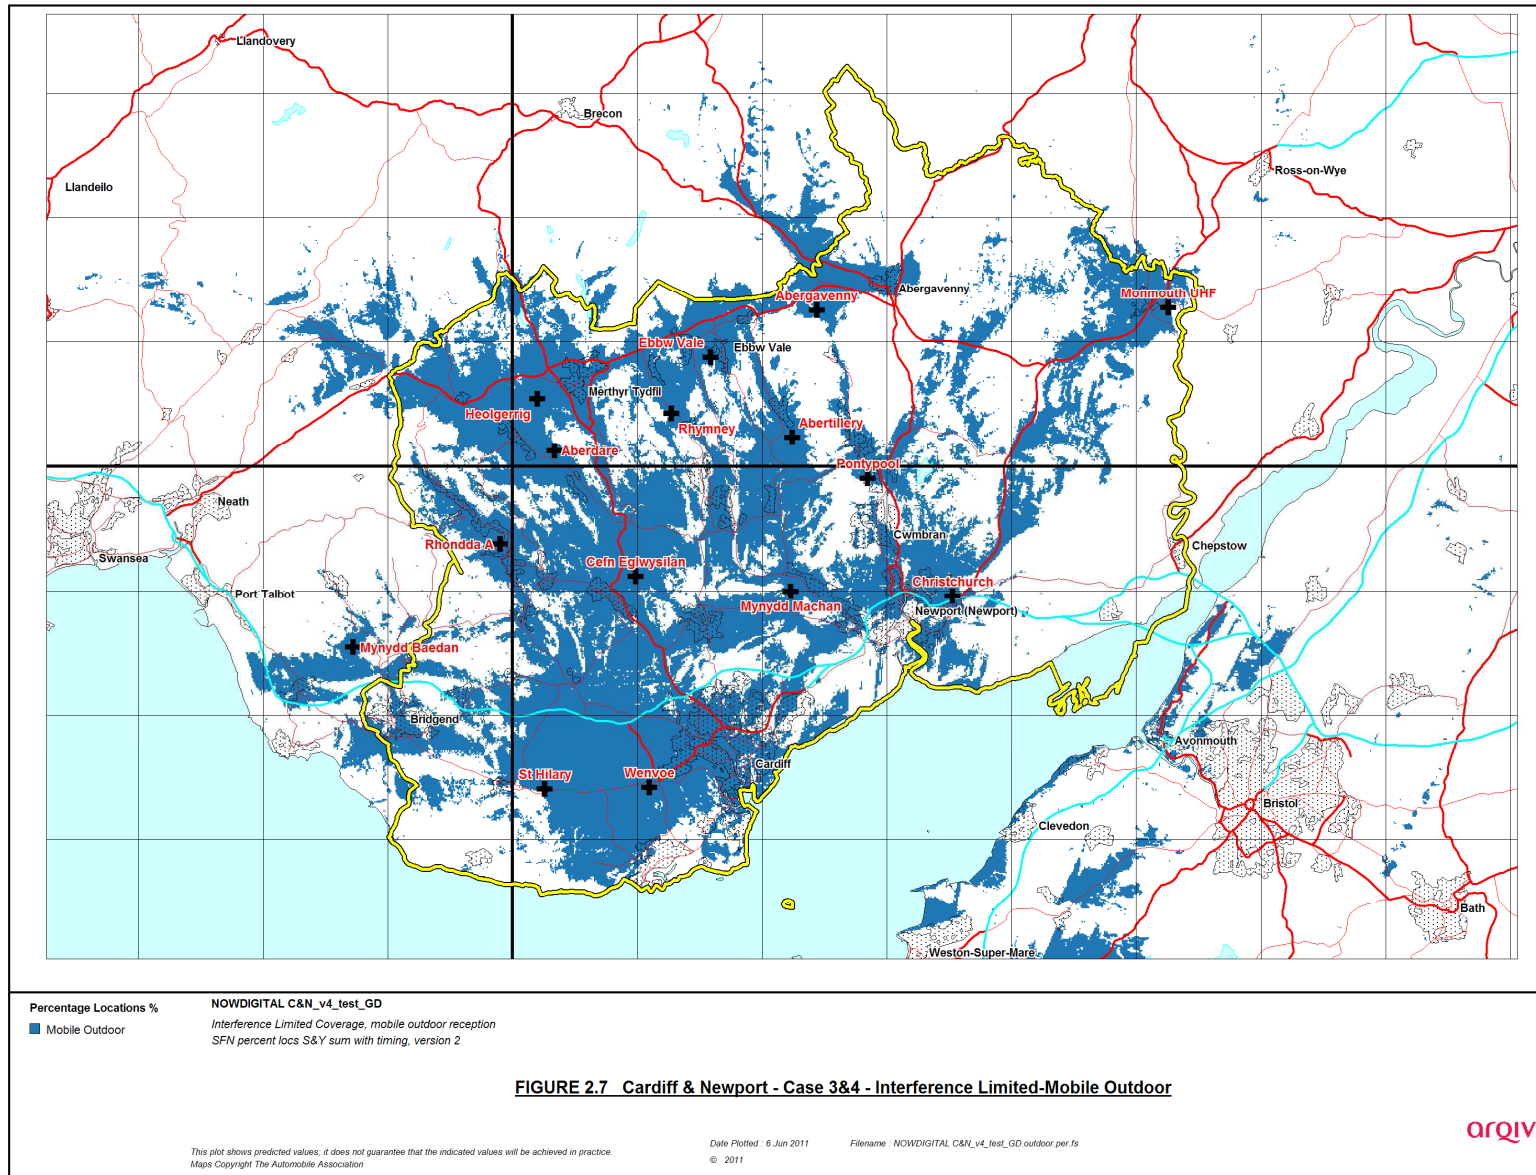 Llandovery
Brecon
Llandeilo
Ross-on-Wye
Abergavenny
Abergavenny
Monmouth UHF
Ebbw Vale
Ebbw Vale
Merthyr Tydfil
Heolgerrig
Rhymney
Abertillery
Aberdare
Pontypool
Neath
Swansea
Rhondda A
Cwmbran
Chepstow
Cefn Eglwysilan
Christchurch
Port Talbot
Mynydd Machan
Newport (Newport)
Mynydd Baedan
Bridgend
Avonmouth
St Hilary
Wenvoe
Cardiff
Bristol
Clevedon
Bath
Weston-Super-Mare
Percentage Locations %
Mobile Outdoor
NOWDIGITAL C&N_v4_test_GD
Interference Limited Coverage, mobile outdoor reception
SFN percent locs S&Y sum with timing, version 2
FIGURE 2.7 Cardiff & Newport - Case 3&4 - Interference Limited-Mobile Outdoor
arqiv
This plot shows predicted values; it does not guarantee that the indicated values will be achieved in practice.
Maps Copyright The Automobile Association
Date Plotted : 6 Jun 2011 Filename : NOWDIGITAL C&N_v4_test_GD.outdoor.per.fs
© 2011